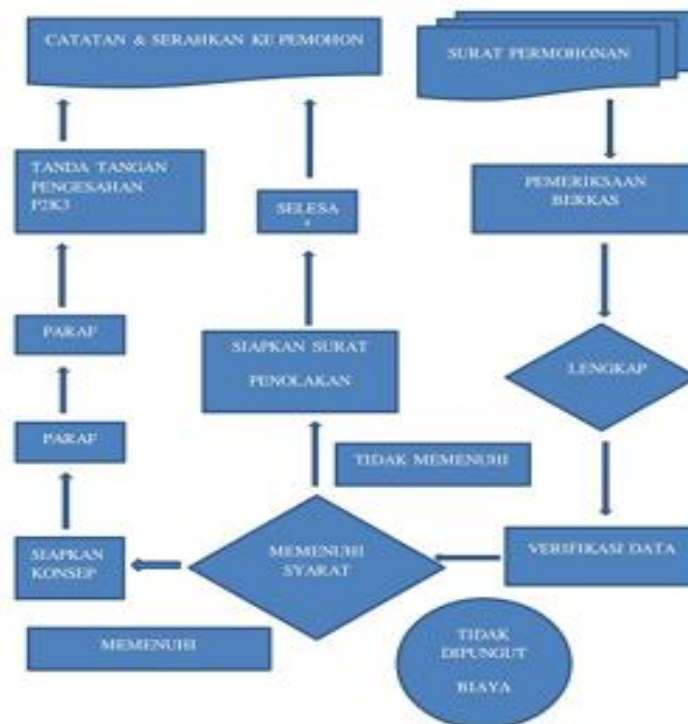 CATATAN & SERAHKAN KE PEMOHON
SURAT PERMOHONAN
TANDA TANGAN
PENGESAHAN
P2K3
SELESA
PEMERIKSAAN
BERKAS
PARAF
SIAPKAN SURAT
PENOLAKAN
LENGKAP
PARAF
TIDAK MEMENUHI
SIAPKAN
KONSEP
MEMENUHI
SYARAT
VERIFIKASI DATA
MEMENUHI
TIDAK
DIPUNGUT
BIAYA